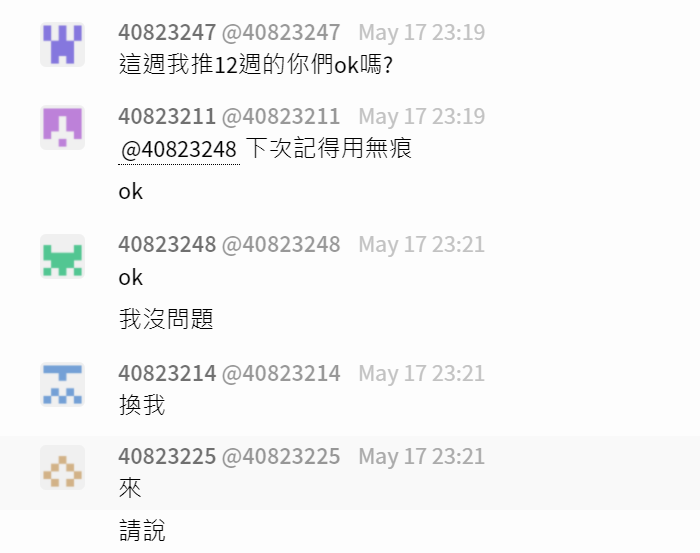 40823247 @40823247 May 17 23:19
這週我推12週的你們ok嗎?
40823211 @40823211 May 17 23:19
@40823248 下次記得用無痕
ok
40823248 @40823248 May 17 23:21
ok
我沒問題
40823214 @40823214 May 17 23:21
換我
40823225 @40823225 May 17 23:21
來
請說